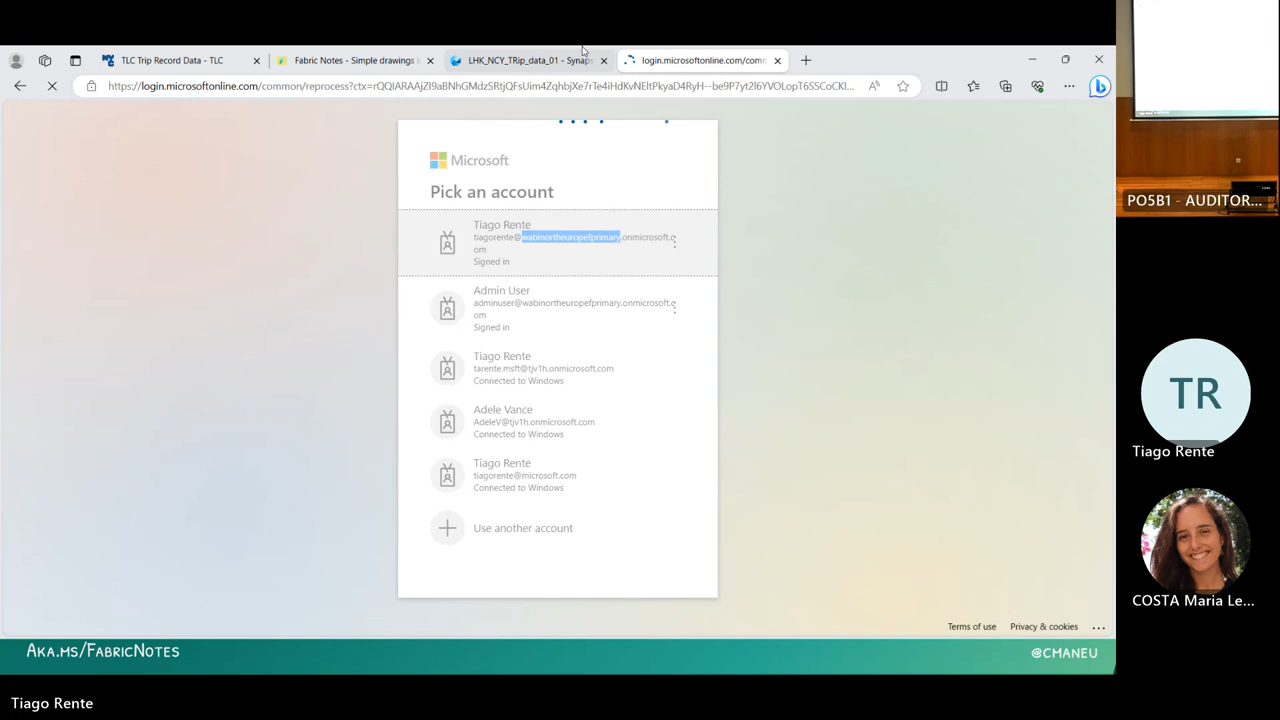 TLC Trip Record Data - TLC
Fabric Notes - Simple drawings
LHK_NCY_TRip_data_01 - Synaps
login.microsoftonline.com/comm
https://login.microsoftonline.com/common/reprocess?ctx=
Microsoft
Pick an account
Tiago Rente
tiagorente@wabinortheuropefprimary.onmicrosoft.c
om
Signed in
Admin User
adminuser@wabinortheuropefprimary.onmicrosoft.c
om
Signed in
Tiago Rente
tarente.msft@tjv1h.onmicrosoft.com
Connected to Windows
Adele Vance
AdeleV@tjv1h.onmicrosoft.com
Connected to Windows
Tiago Rente
tiagorente@microsoft.com
Connected to Windows
Use another account
Terms of use
Privacy & cookies
AKA.MS/FABRICNOTES
@CMANEU
PO5B1 - AUDITOR...
TR
Tiago Rente
COSTA Maria Le...
Tiago Rente